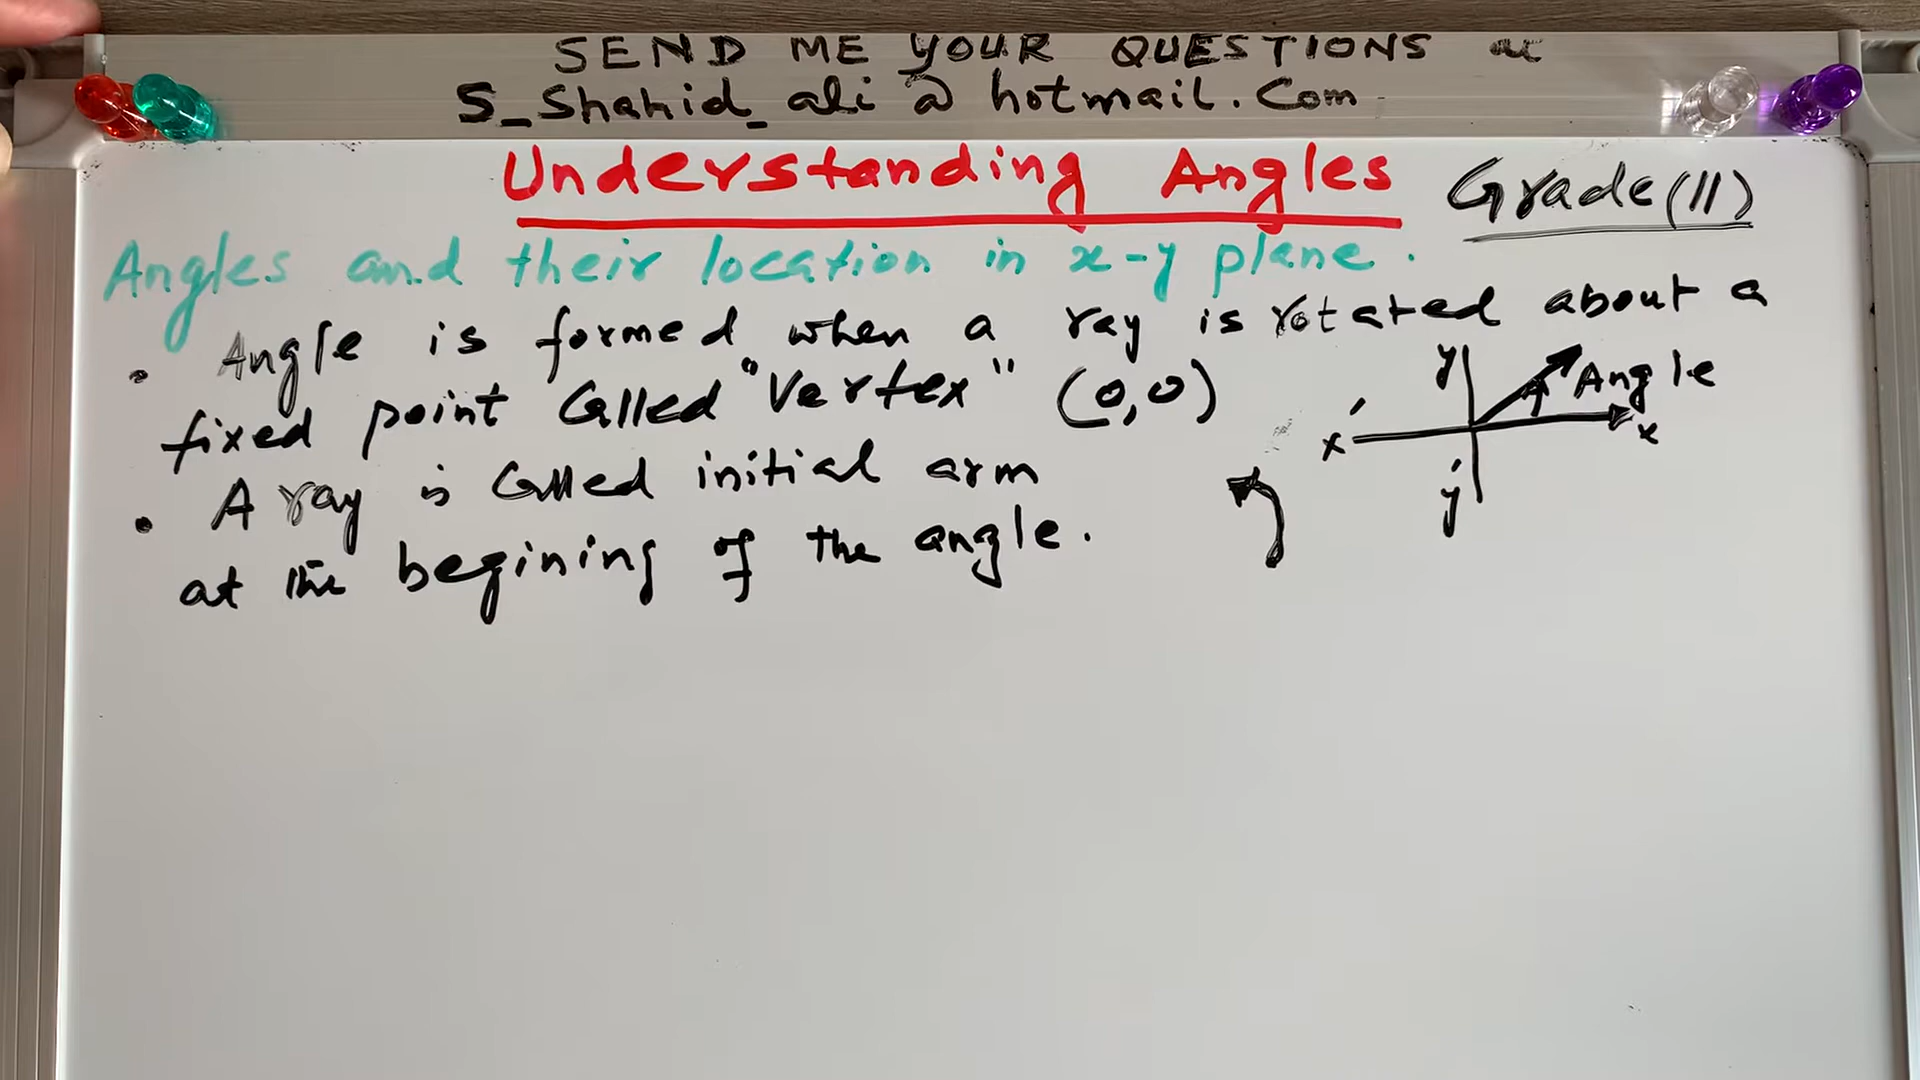 SEND ME YOUR QUESTIONS at
S_Shahid_ali@hotmail.Com
Understanding Angles Grade(11)
Angles and their location in x-y plane.
• Angle is formed when a ray is rotated about a
fixed point Called "Vertex" (0,0)
• A ray is Called initial arm
at the begining of the angle.
y
Angle
x'
x
y'